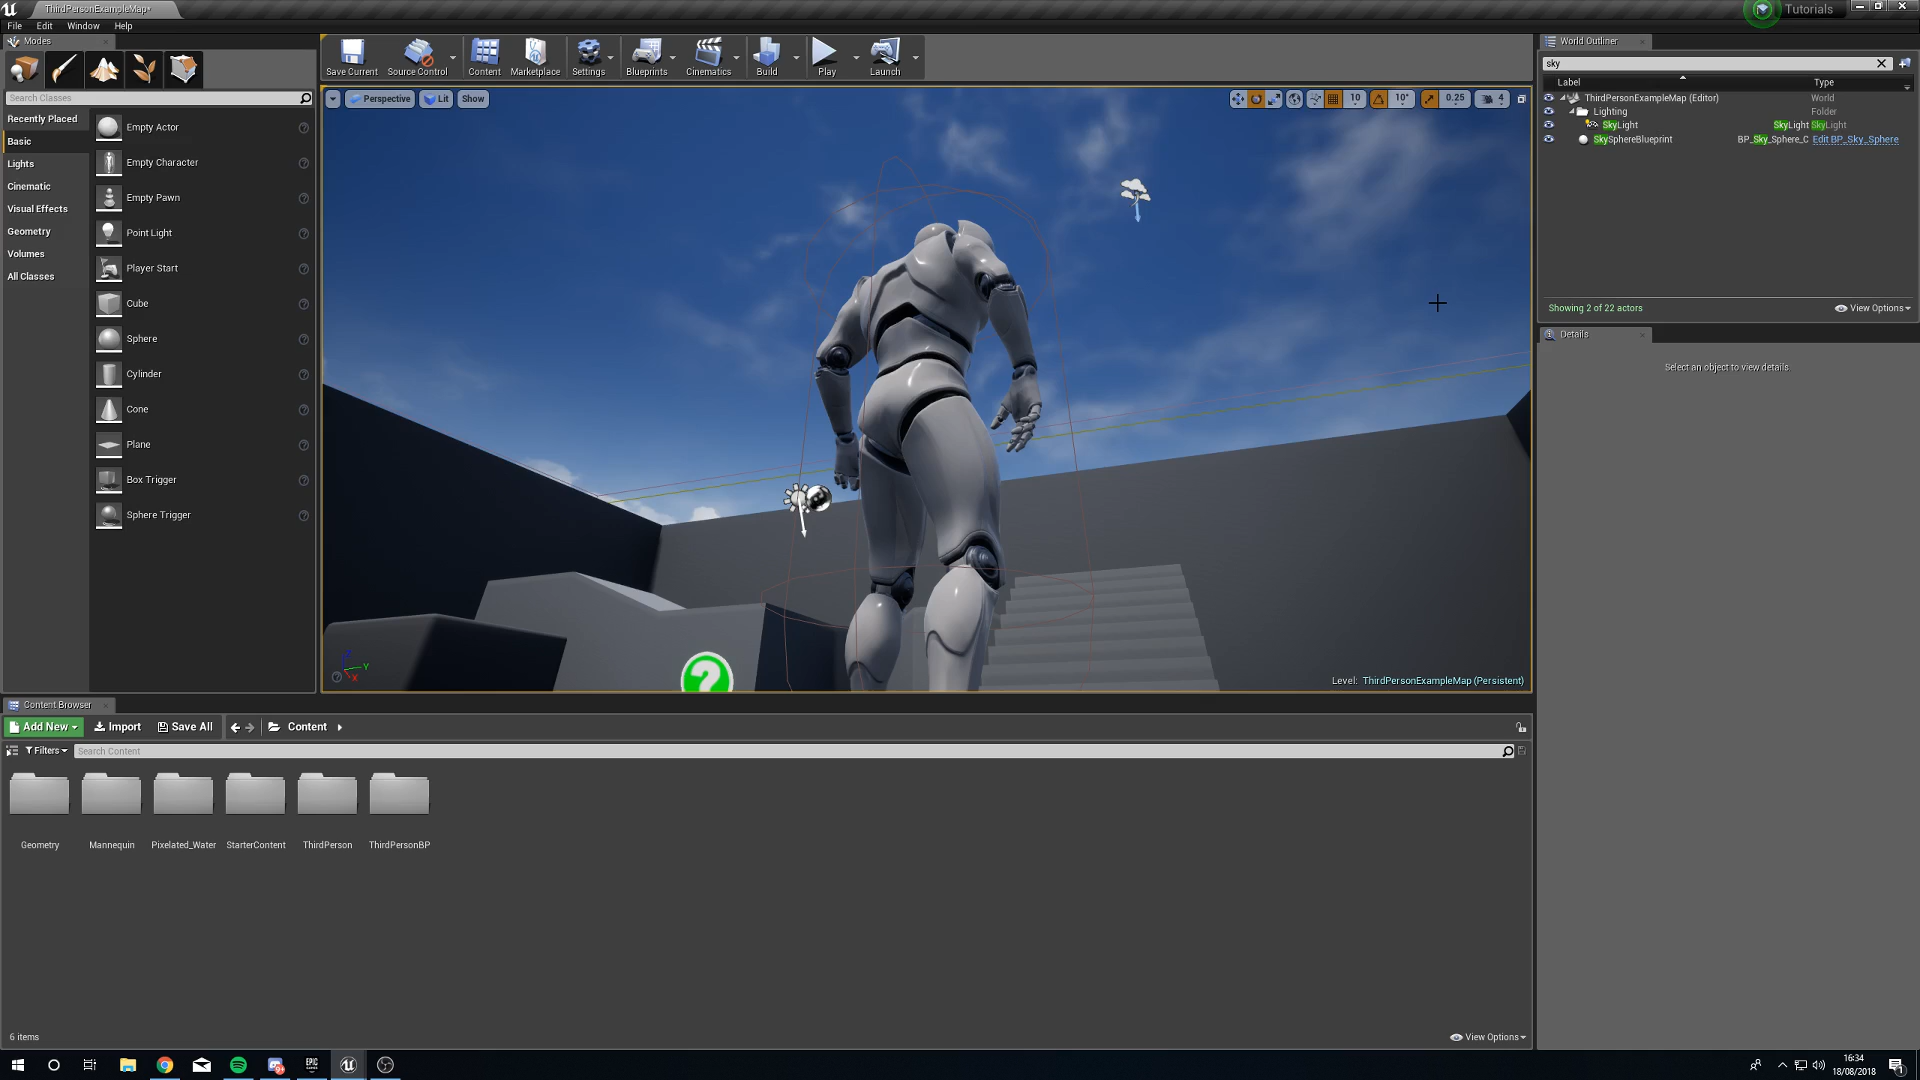 ThirdPersonExampleMap*
Tutorials
File Edit Window Help
Modes
Search Classes
Recently Placed
Basic
Lights
Cinematic
Visual Effects
Geometry
Volumes
All Classes
Empty Actor
Empty Character
Empty Pawn
Point Light
Player Start
Cube
Sphere
Cylinder
Cone
Plane
Box Trigger
Sphere Trigger
Save Current Source Control Content Marketplace Settings Blueprints Cinematics Build Play Launch
Perspective Lit Show
10 10° 0.25 4
Level: ThirdPersonExampleMap (Persistent)
Z Y X
World Outliner
sky
Label Type
ThirdPersonExampleMap (Editor) World
Lighting Folder
SkyLight SkyLight SkyLight
SkySphereBlueprint BP_Sky_Sphere_C Edit BP_Sky_Sphere
Showing 2 of 22 actors View Options
Details
Select an object to view details.
Content Browser
Add New Import Save All Content
Filters Search Content
Geometry Mannequin Pixelated_Water StarterContent ThirdPerson ThirdPersonBP
6 items View Options
EPIC GAMES
16:34
18/08/2018